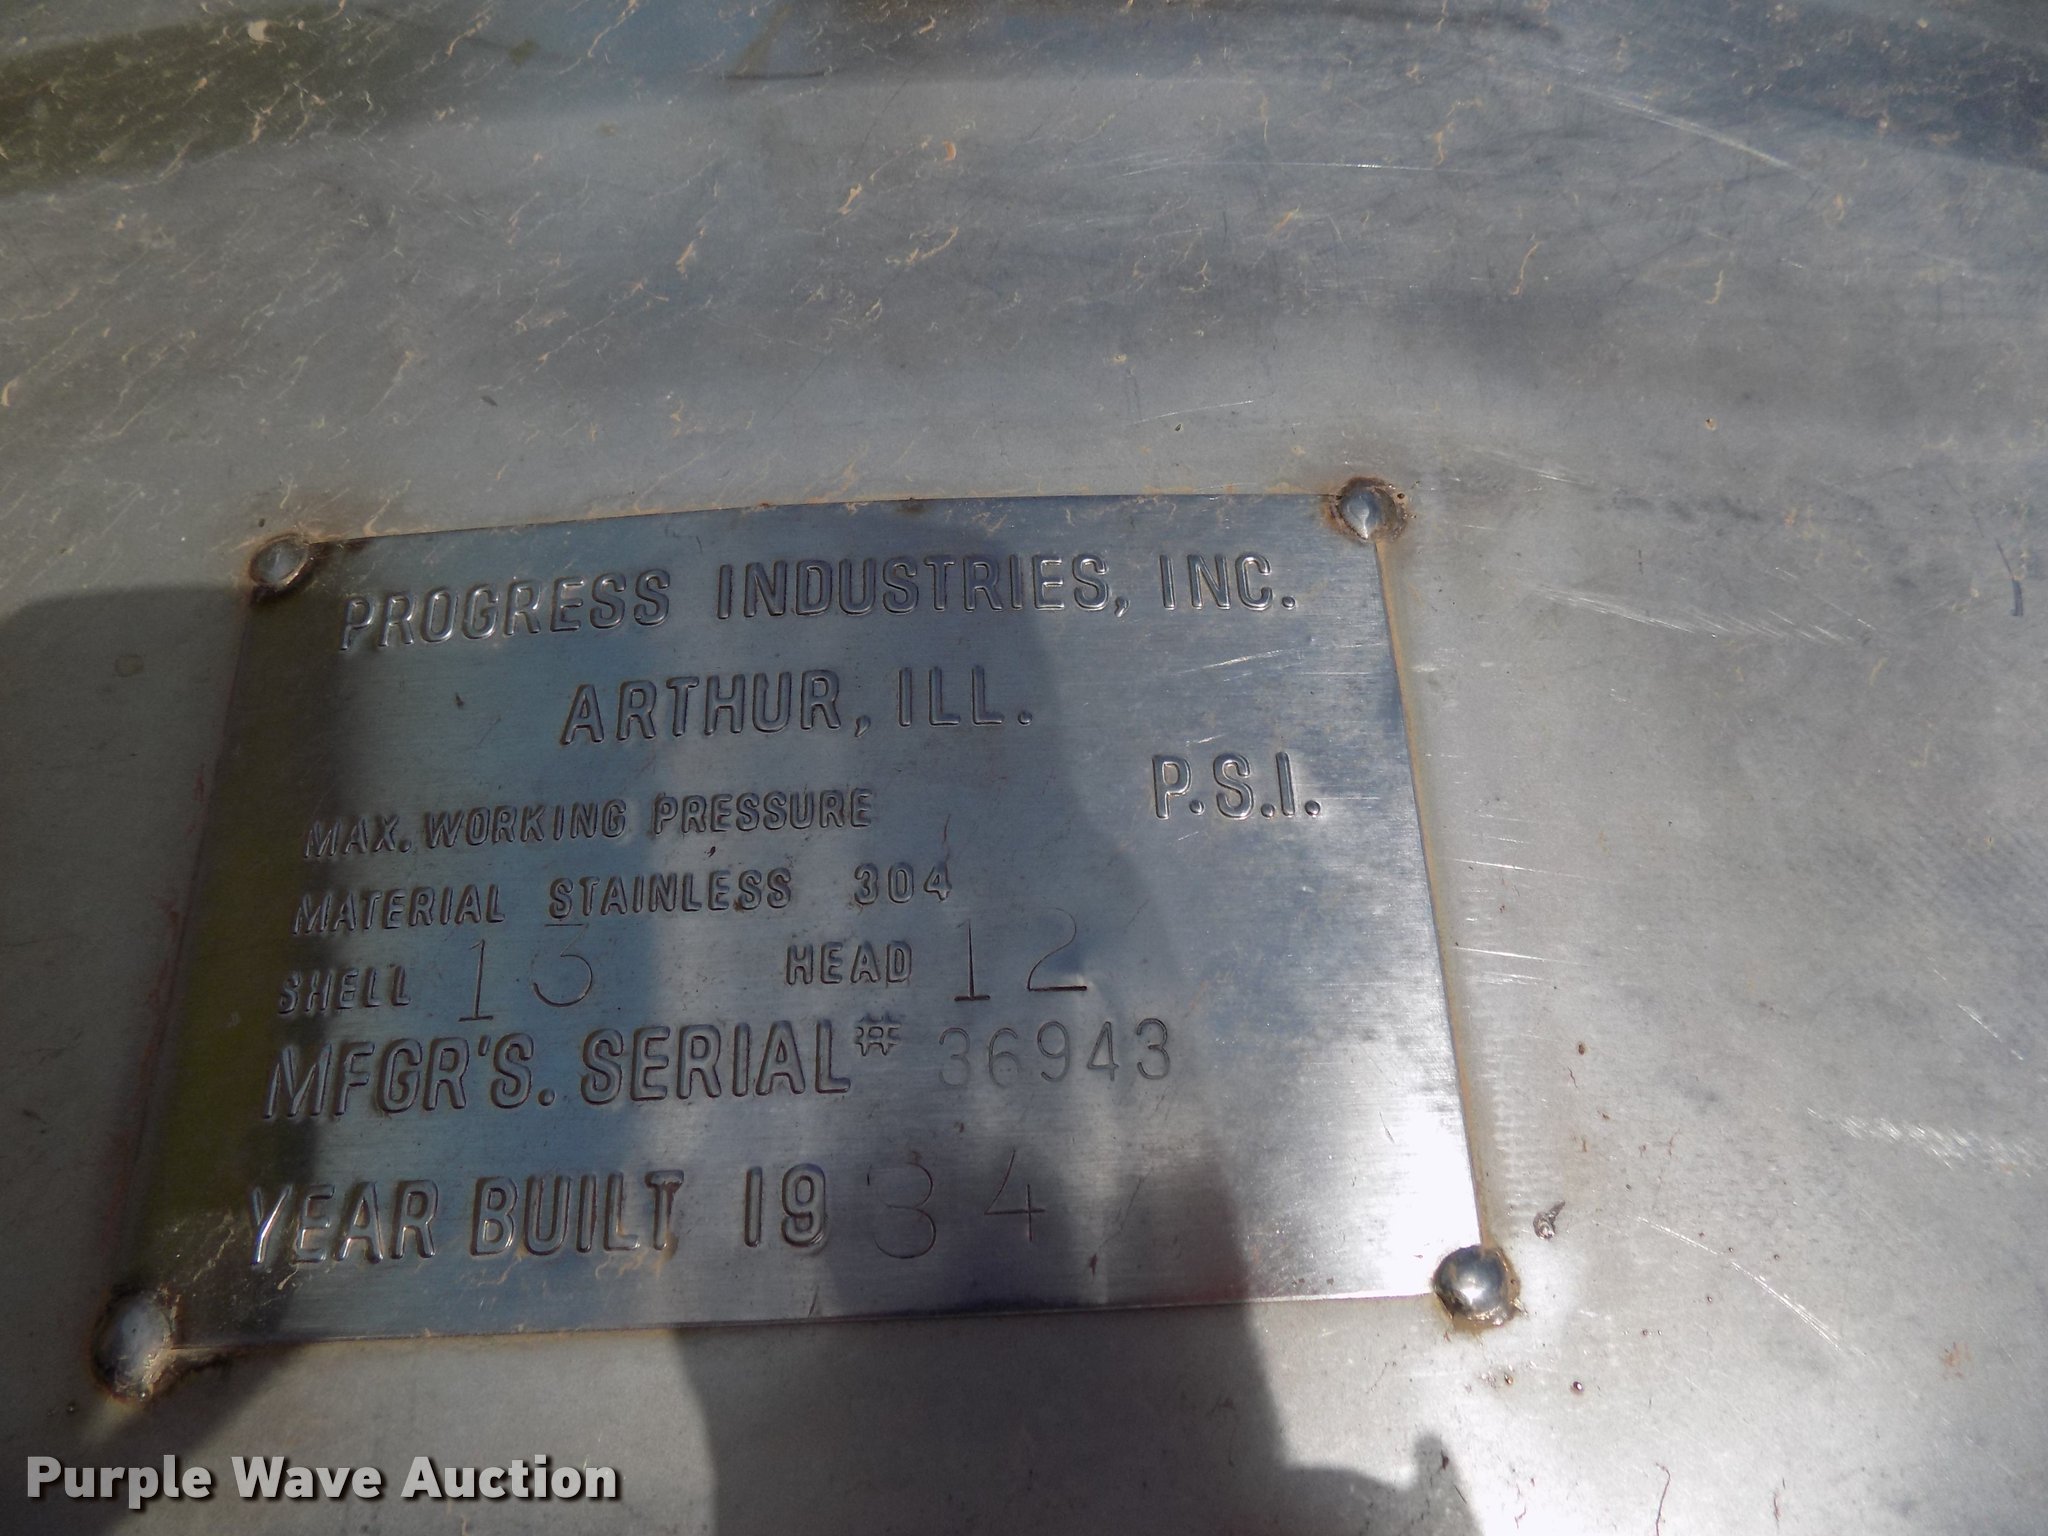 PROGRESS INDUSTRIES, INC.
ARTHUR, ILL.
MAX. WORKING PRESSURE P.S.I.
MATERIAL STAINLESS 304
SHELL 13 HEAD 12
MFGR'S. SERIAL # 36943
YEAR BUILT 1984
Purple Wave Auction